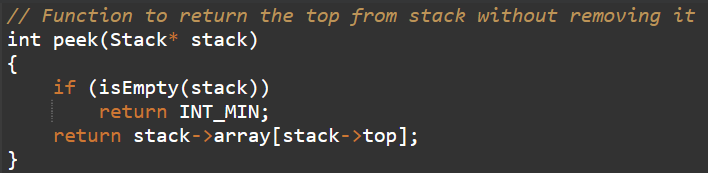 // Function to return the top from stack without removing it
int peek(Stack* stack)
{
    if (isEmpty(stack))
        return INT_MIN;
    return stack->array[stack->top];
}